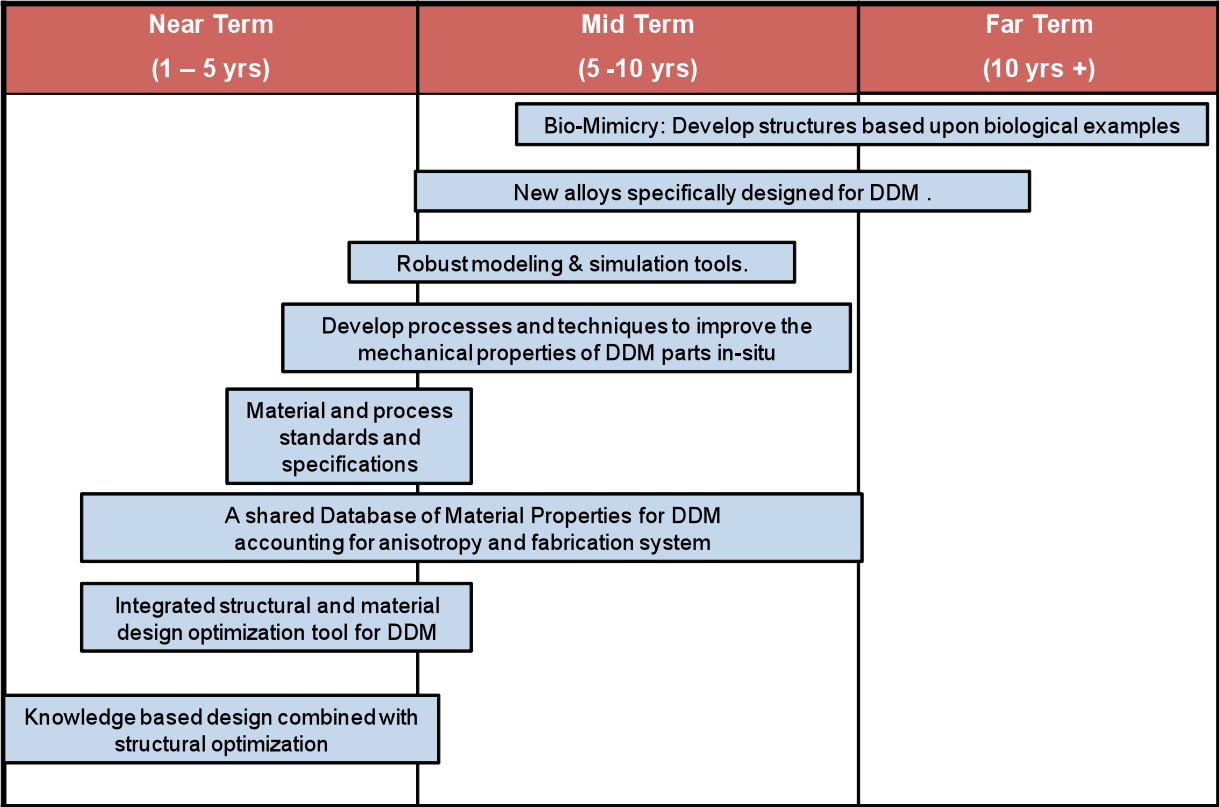 Near Term
(1 – 5 yrs)
Mid Term
(5 -10 yrs)
Far Term
(10 yrs +)
Bio-Mimicry: Develop structures based upon biological examples
New alloys specifically designed for DDM .
Robust modeling & simulation tools.
Develop processes and techniques to improve the
mechanical properties of DDM parts in-situ
Material and process
standards and
specifications
A shared Database of Material Properties for DDM
accounting for anisotropy and fabrication system
Integrated structural and material
design optimization tool for DDM
Knowledge based design combined with
structural optimization